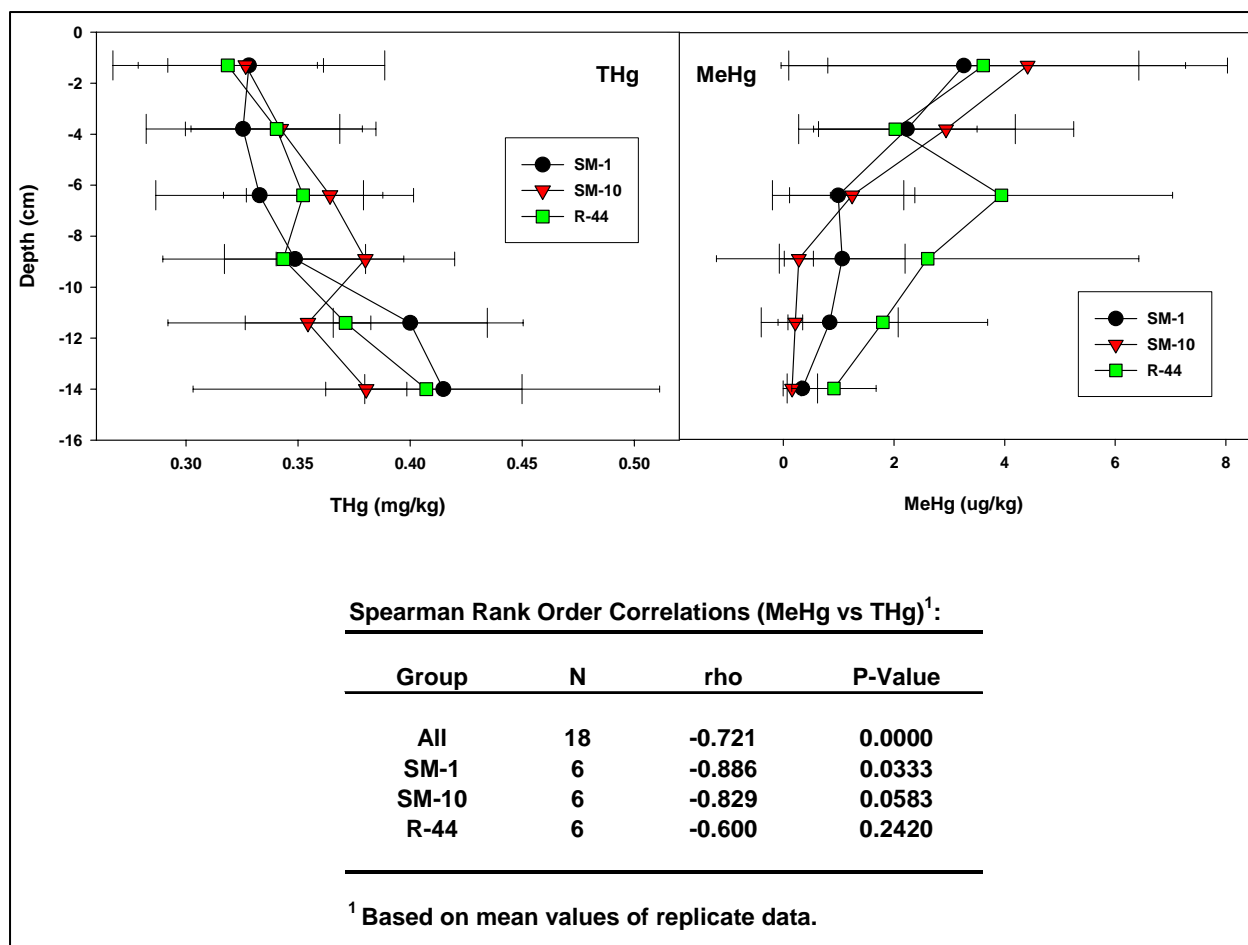 THg
MeHg
Depth (cm)
0
-2
-4
-6
-8
-10
-12
-14
-16
SM-1
SM-10
R-44
SM-1
SM-10
R-44
0.30 0.35 0.40 0.45 0.50
0 2 4 6 8
THg (mg/kg)
MeHg (ug/kg)
Spearman Rank Order Correlations (MeHg vs THg)1:
Group N rho P-Value
All 18 -0.721 0.0000
SM-1 6 -0.886 0.0333
SM-10 6 -0.829 0.0583
R-44 6 -0.600 0.2420
1 Based on mean values of replicate data.